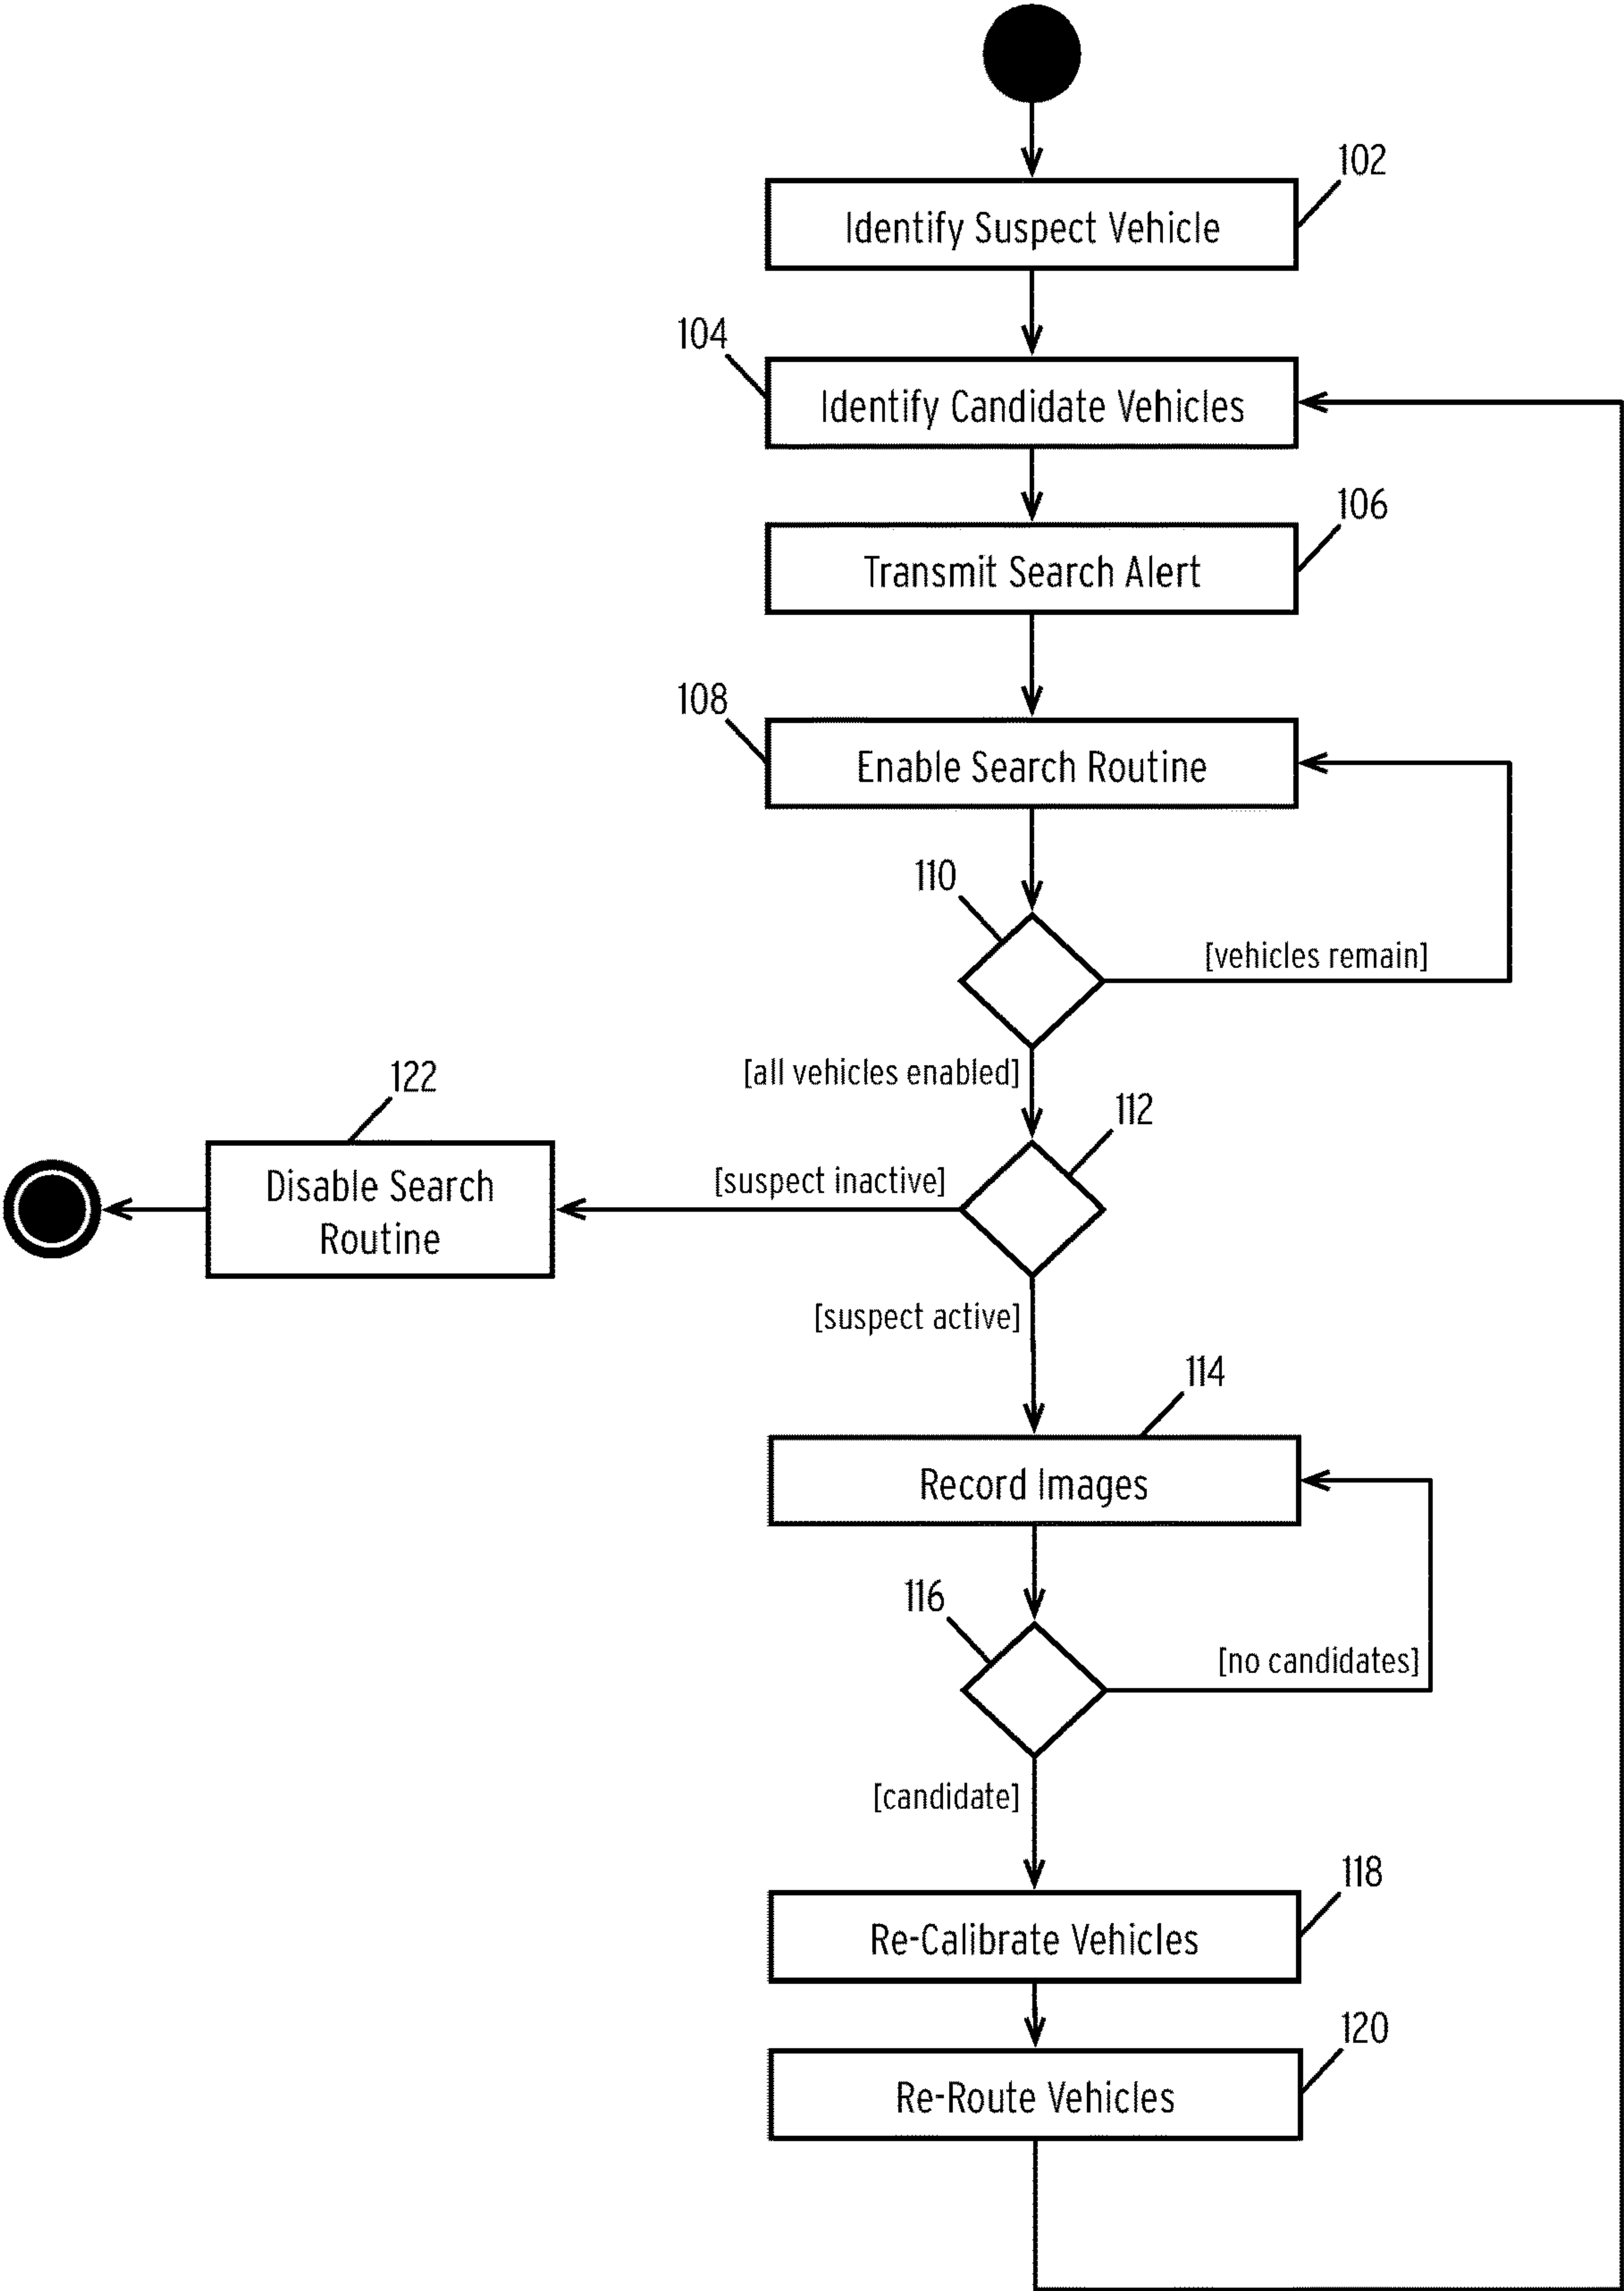 102
Identify Suspect Vehicle
104
Identify Candidate Vehicles
106
Transmit Search Alert
108
Enable Search Routine
110
[vehicles remain]
[all vehicles enabled]
122
112
Disable Search
Routine
[suspect inactive]
[suspect active]
114
Record Images
116
[no candidates]
[candidate]
118
Re-Calibrate Vehicles
120
Re-Route Vehicles